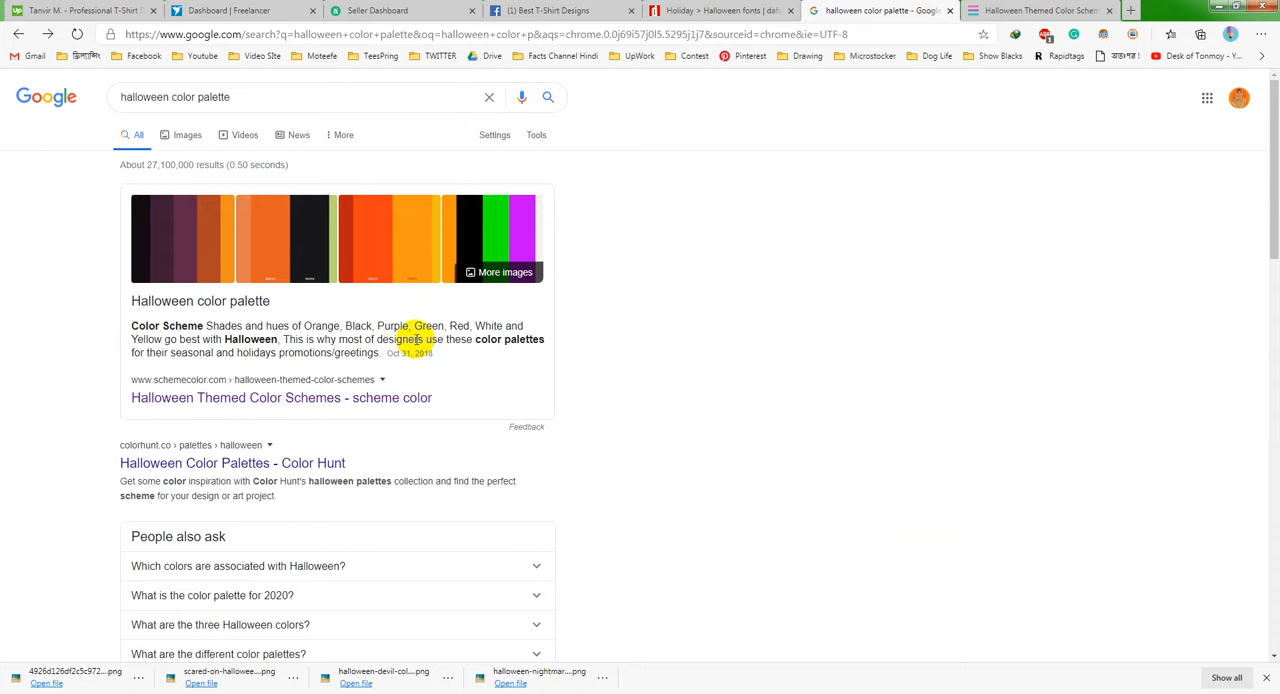 Tanvir M. - Professional T-Shirt D
Dashboard | Freelancer
Seller Dashboard
(1) Best T-Shirt Designs
Holiday > Halloween fonts | daf
halloween color palette - Google
Halloween Themed Color Schem
https://www.google.com/search?q=halloween+color+palette&oq=halloween+color+p&aqs=chrome.0.0j69i57j0l5.5295j1j7&sourceid=chrome&ie=UTF-8
Gmail
ফ্রিল্যান্সিং
Facebook
Youtube
Video SIte
Moteefe
TeesPring
TWITTER
Drive
Facts Channel Hindi
UpWork
Contest
Pinterest
Drawing
Microstocker
Dog Life
Show Blacks
Rapidtags
Desk of Tonmoy - Y...
Google
halloween color palette
All
Images
Videos
News
More
Settings
Tools
About 27,100,000 results (0.50 seconds)
More images
Halloween color palette
Color Scheme Shades and hues of Orange, Black, Purple, Green, Red, White and
Yellow go best with Halloween, This is why most of designers use these color palettes
for their seasonal and holidays promotions/greetings. Oct 31, 2018
www.schemecolor.com › halloween-themed-color-schemes
Halloween Themed Color Schemes - scheme color
Feedback
colorhunt.co › palettes › halloween
Halloween Color Palettes - Color Hunt
Get some color inspiration with Color Hunt's halloween palettes collection and find the perfect
scheme for your design or art project.
People also ask
Which colors are associated with Halloween?
What is the color palette for 2020?
What are the three Halloween colors?
What are the different color palettes?
4926d126df2c5c972....png
Open file
scared-on-hallowee....png
Open file
halloween-devil-col....png
Open file
halloween-nightmar....png
Open file
Show all